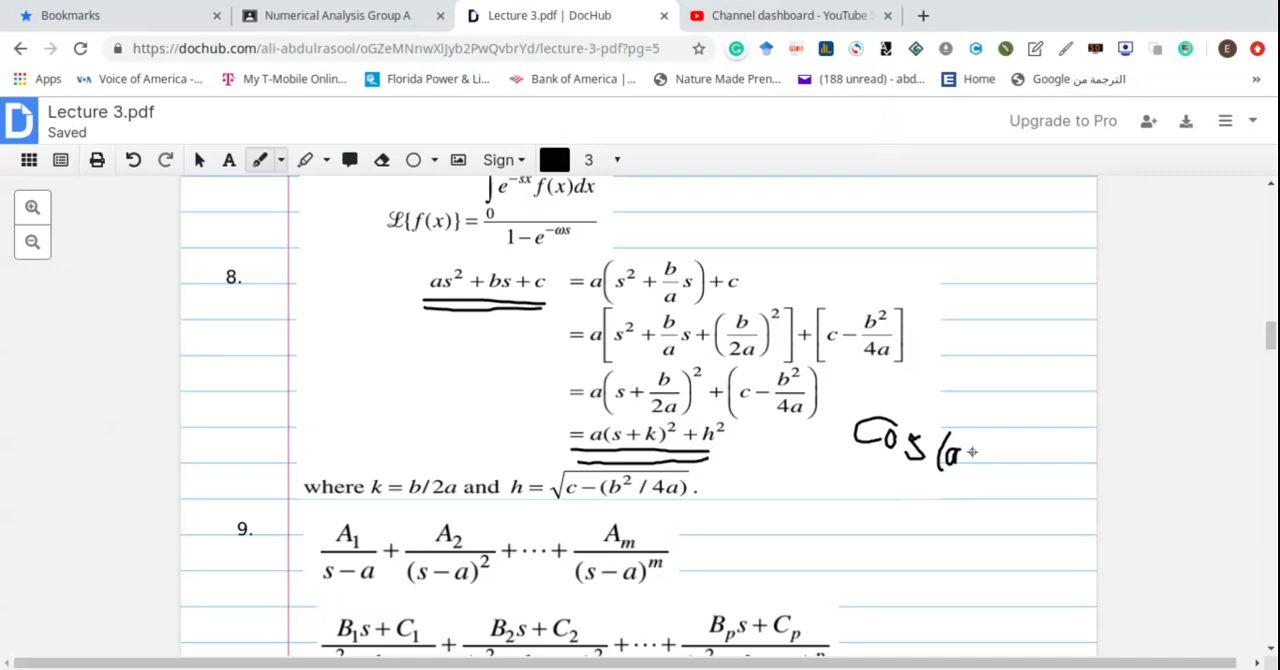 Bookmarks
Numerical Analysis Group A
Lecture 3.pdf | DocHub
Channel dashboard - YouTube S
https://dochub.com/ali-abdulrasool/oGZeMNnwXlJyb2PwQVbrYd/lecture-3-pdf?pg=5
E
Apps
VOA Voice of America -...
My T-Mobile Onlin...
Florida Power & Li...
Bank of America |...
Nature Made Pren...
(188 unread) - abd...
Home
الترجمة من Google
»
Lecture 3.pdf
Saved
Upgrade to Pro
A
Sign
3
∫ e^{-sx} f(x)dx
0
ℒ{f(x)} =
1 − e^{-ωs}
8. as² + bs + c = a(s² + b/a s) + c
= a[s² + b/a s + (b/2a)²] + [c − b²/4a]
= a(s + b/2a)² + (c − b²/4a)
= a(s + k)² + h²
Cos (a
where k = b/2a and h = √c − (b² / 4a) .
9. A₁/(s − a) + A₂/(s − a)² + ⋯ + Aₘ/(s − a)ᵐ
B₁s + C₁ + B₂s + C₂ + ⋯ + Bₚs + Cₚ